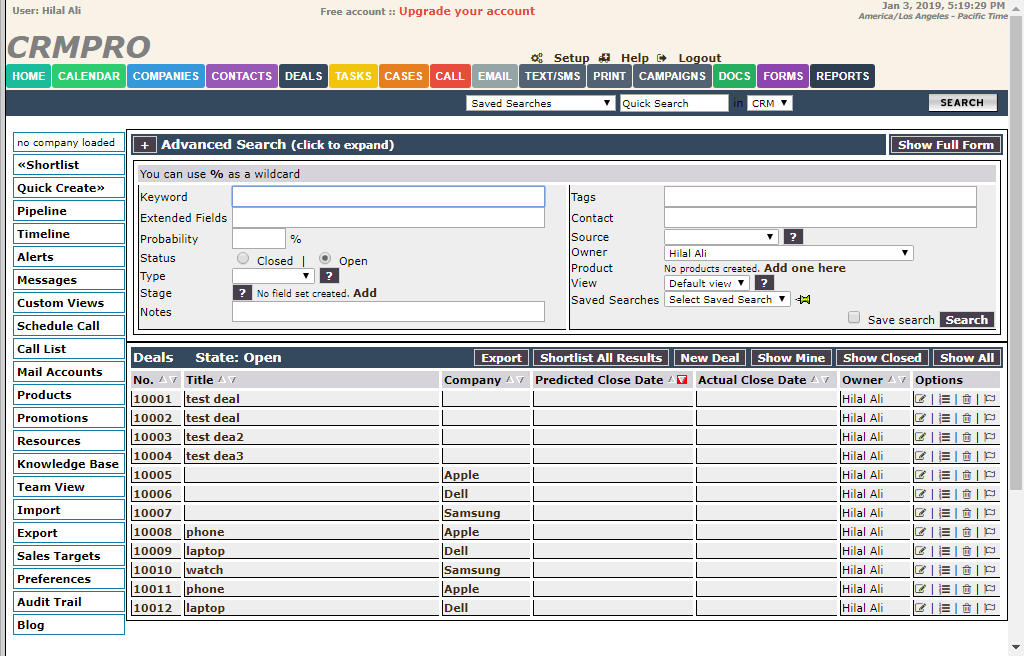 User: Hilal Ali
Free account :: Upgrade your account
Jan 3, 2019, 5:19:29 PM
America/Los Angeles - Pacific Time
CRMPRO
Setup Help Logout
HOME CALENDAR COMPANIES CONTACTS DEALS TASKS CASES CALL EMAIL TEXT/SMS PRINT CAMPAIGNS DOCS FORMS REPORTS
Saved Searches Quick Search in CRM SEARCH
no company loaded
«Shortlist
Quick Create»
Pipeline
Timeline
Alerts
Messages
Custom Views
Schedule Call
Call List
Mail Accounts
Products
Promotions
Resources
Knowledge Base
Team View
Import
Export
Sales Targets
Preferences
Audit Trail
Blog
+ Advanced Search (click to expand) Show Full Form
You can use % as a wildcard
Keyword
Extended Fields
Probability %
Status Closed | Open
Type ?
Stage ? No field set created. Add
Notes
Tags
Contact
Source ?
Owner Hilal Ali
Product No products created. Add one here
View Default view ?
Saved Searches Select Saved Search
Save search Search
Deals State: Open Export Shortlist All Results New Deal Show Mine Show Closed Show All
No. Title Company Predicted Close Date Actual Close Date Owner Options
10001 test deal Hilal Ali | | |
10002 test deal Hilal Ali | | |
10003 test dea2 Hilal Ali | | |
10004 test dea3 Hilal Ali | | |
10005 Apple Hilal Ali | | |
10006 Dell Hilal Ali | | |
10007 Samsung Hilal Ali | | |
10008 phone Apple Hilal Ali | | |
10009 laptop Dell Hilal Ali | | |
10010 watch Samsung Hilal Ali | | |
10011 phone Apple Hilal Ali | | |
10012 laptop Dell Hilal Ali | | |